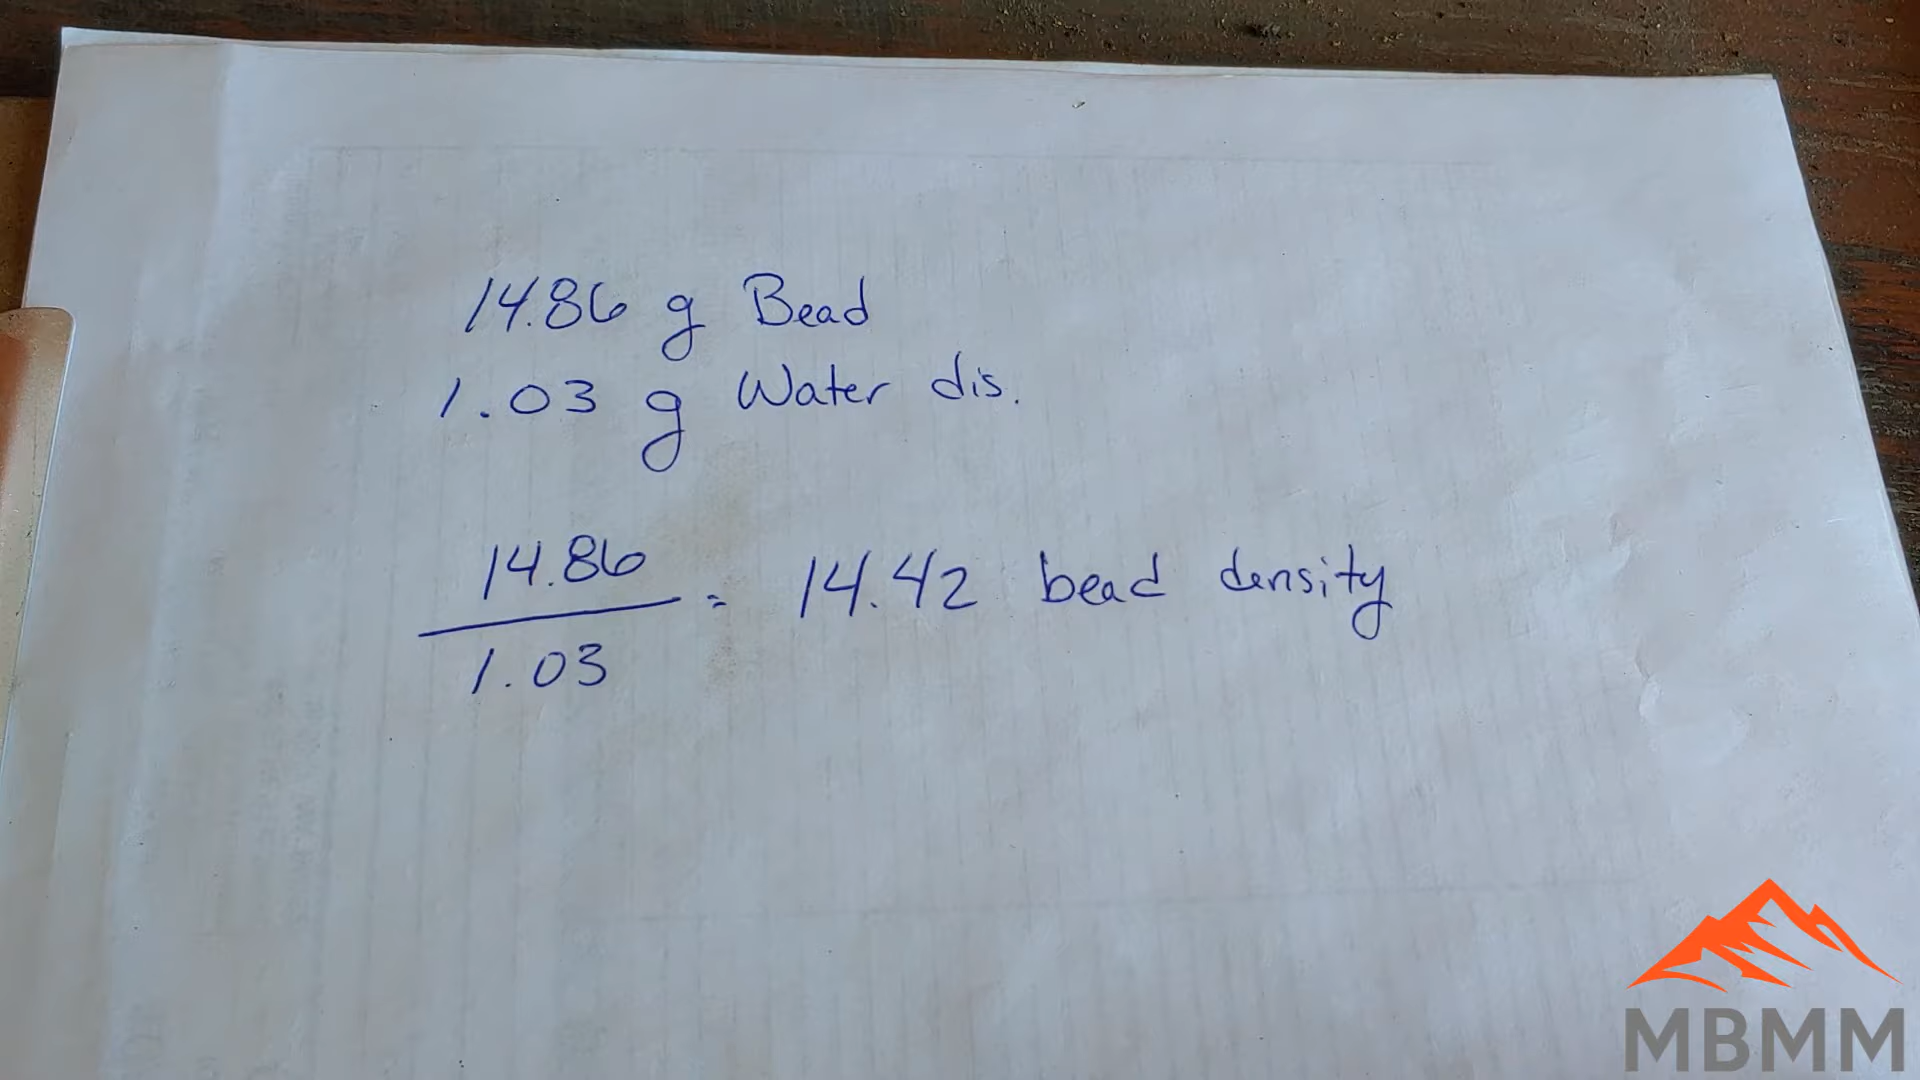 14.86 g Bead
1.03 g Water dis.
14.86
1.03
= 14.42 bead density
MBMM